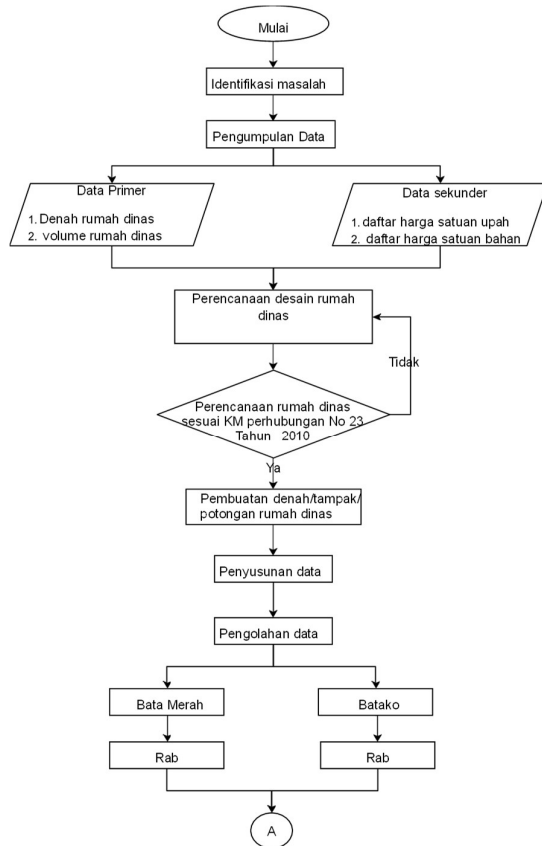 Mulai
Identifikasi masalah
Pengumpulan Data
Data Primer
1. Denah rumah dinas
2. volume rumah dinas
Data sekunder
1. daftar harga satuan upah
2. daftar harga satuan bahan
Perencanaan desain rumah
dinas
Tidak
Perencanaan rumah dinas
sesuai KM perhubungan No 23
Tahun 2010
Ya
Pembuatan denah/tampak/
potongan rumah dinas
Penyusunan data
Pengolahan data
Bata Merah
Batako
Rab
Rab
A